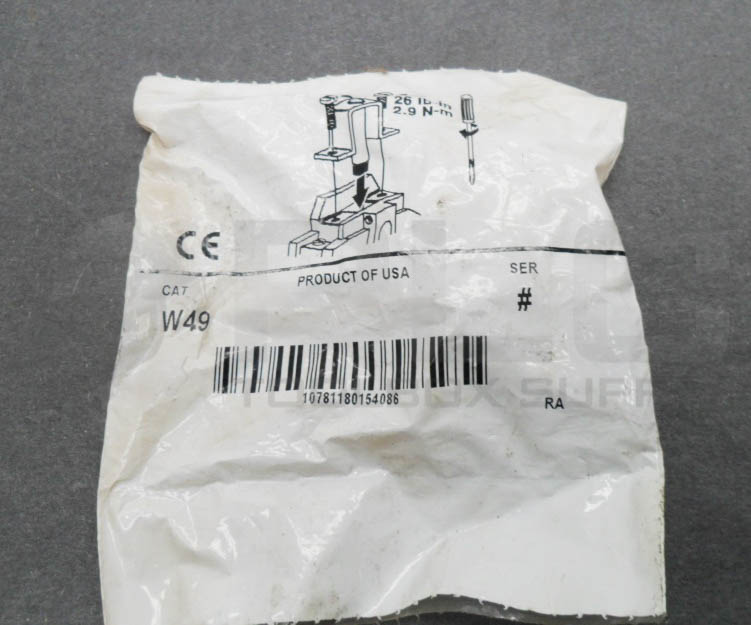 26 lb-in
2.9 N-m
CE
PRODUCT OF USA
SER
CAT
#
W49
10781180154086
RA